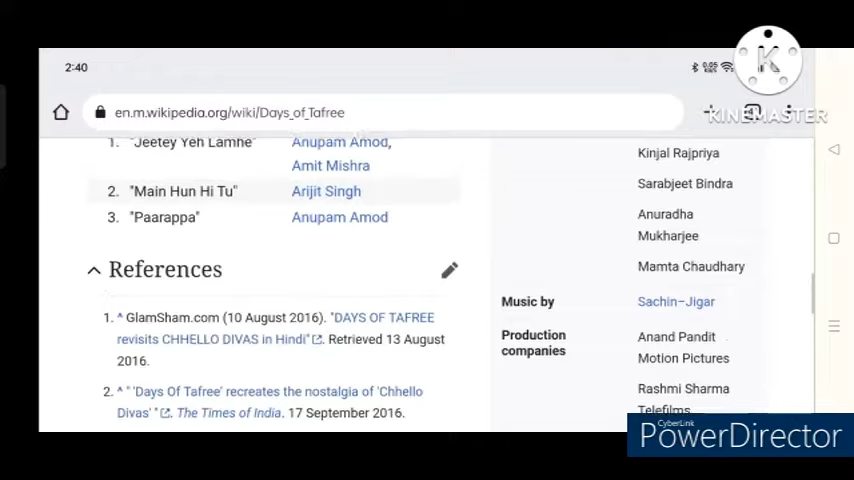 2:40
0.05
KINEMASTER
en.m.wikipedia.org/wiki/Days_of_Tafree
1. "Jeetey Yeh Lamhe" Anupam Amod,
Amit Mishra
2. "Main Hun Hi Tu" Arijit Singh
3. "Paarappa" Anupam Amod
References
1. ^ GlamSham.com (10 August 2016). "DAYS OF TAFREE
revisits CHHELLO DIVAS in Hindi". Retrieved 13 August
2016.
2. ^ " 'Days Of Tafree' recreates the nostalgia of 'Chhello
Divas' ". The Times of India. 17 September 2016.
Kinjal Rajpriya
Sarabjeet Bindra
Anuradha
Mukharjee
Mamta Chaudhary
Music by Sachin–Jigar
Production Anand Pandit
companies Motion Pictures
Rashmi Sharma
Telefilms
CyberLink
PowerDirector